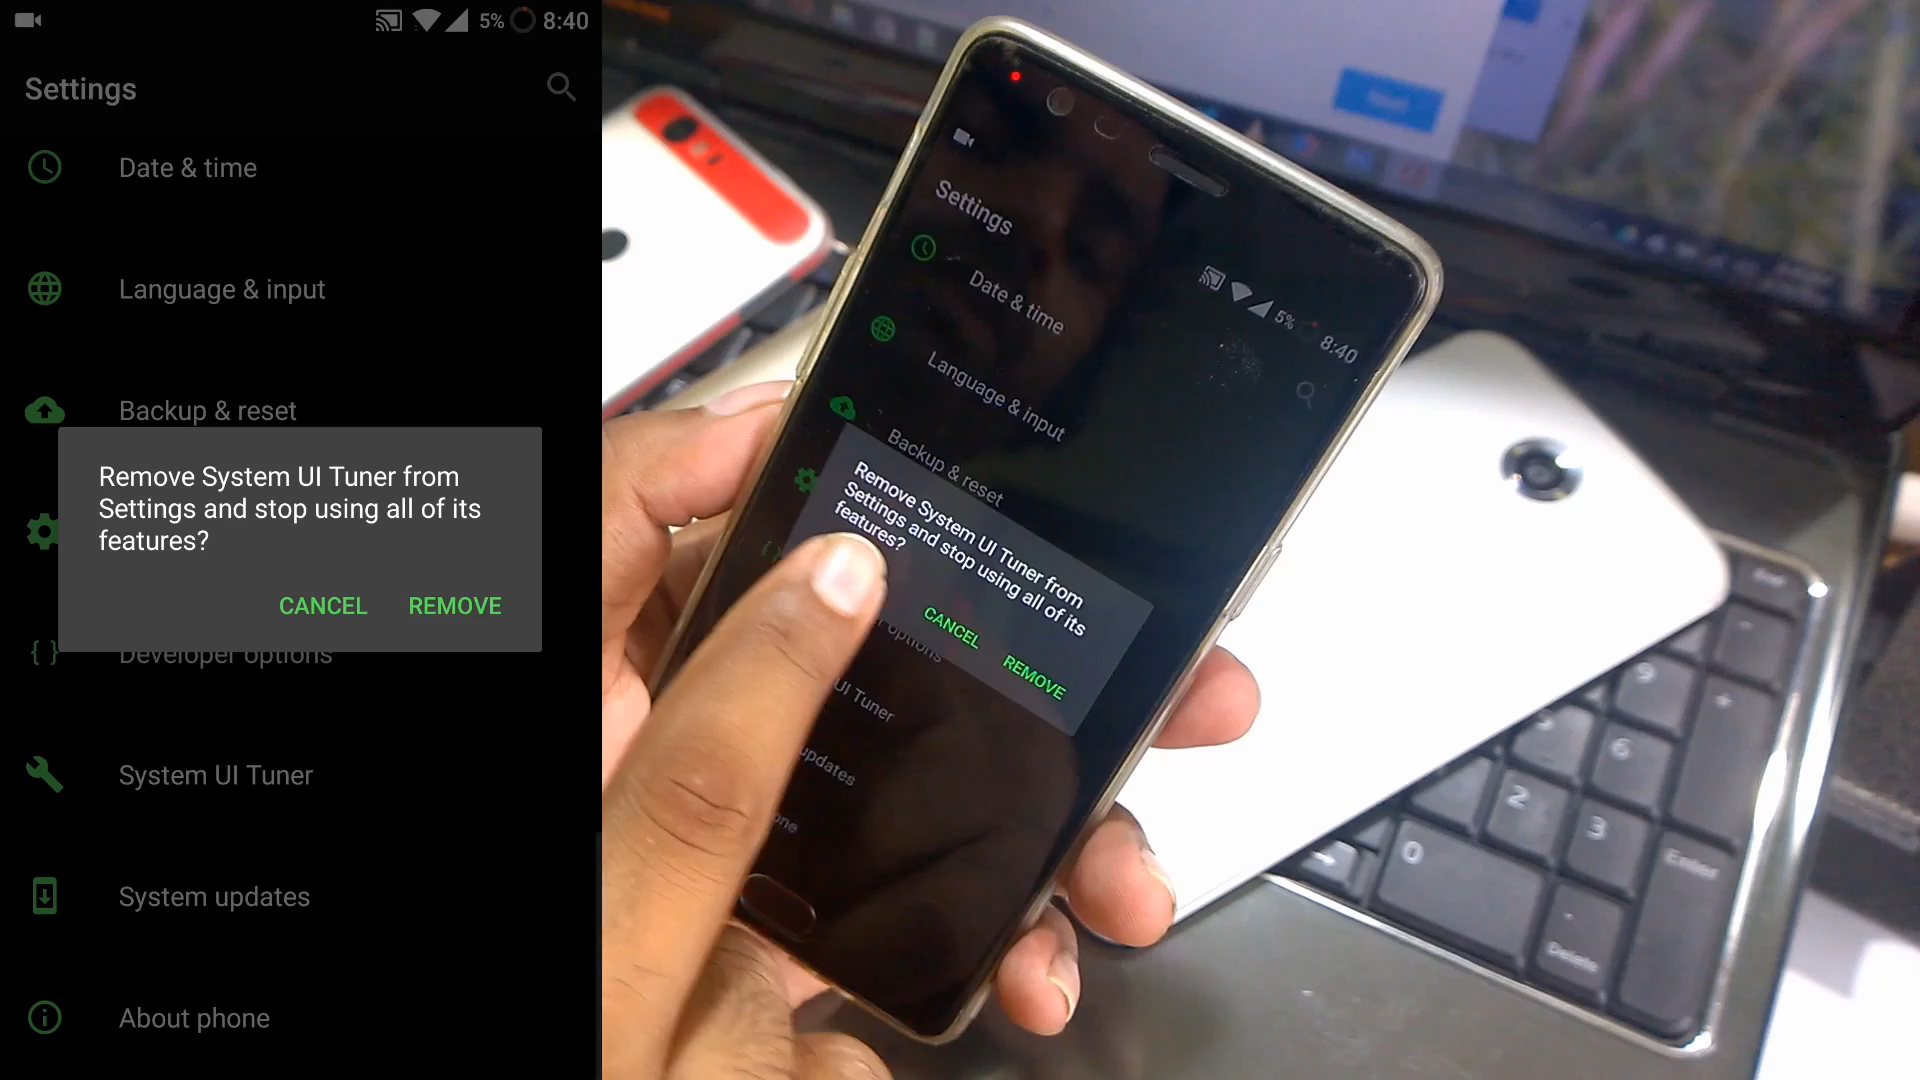 5% 8:40
Settings
Date & time
Language & input
Backup & reset
Remove System UI Tuner from
Settings and stop using all of its
features?
CANCEL REMOVE
Developer options
System UI Tuner
System updates
About phone
Settings
5% 8:40
Date & time
Language & input
Backup & reset
Remove System UI Tuner from
Settings and stop using all of its
features?
CANCEL
REMOVE
options
UI Tuner
updates
9
+
6
2
3
0
Enter
Delete